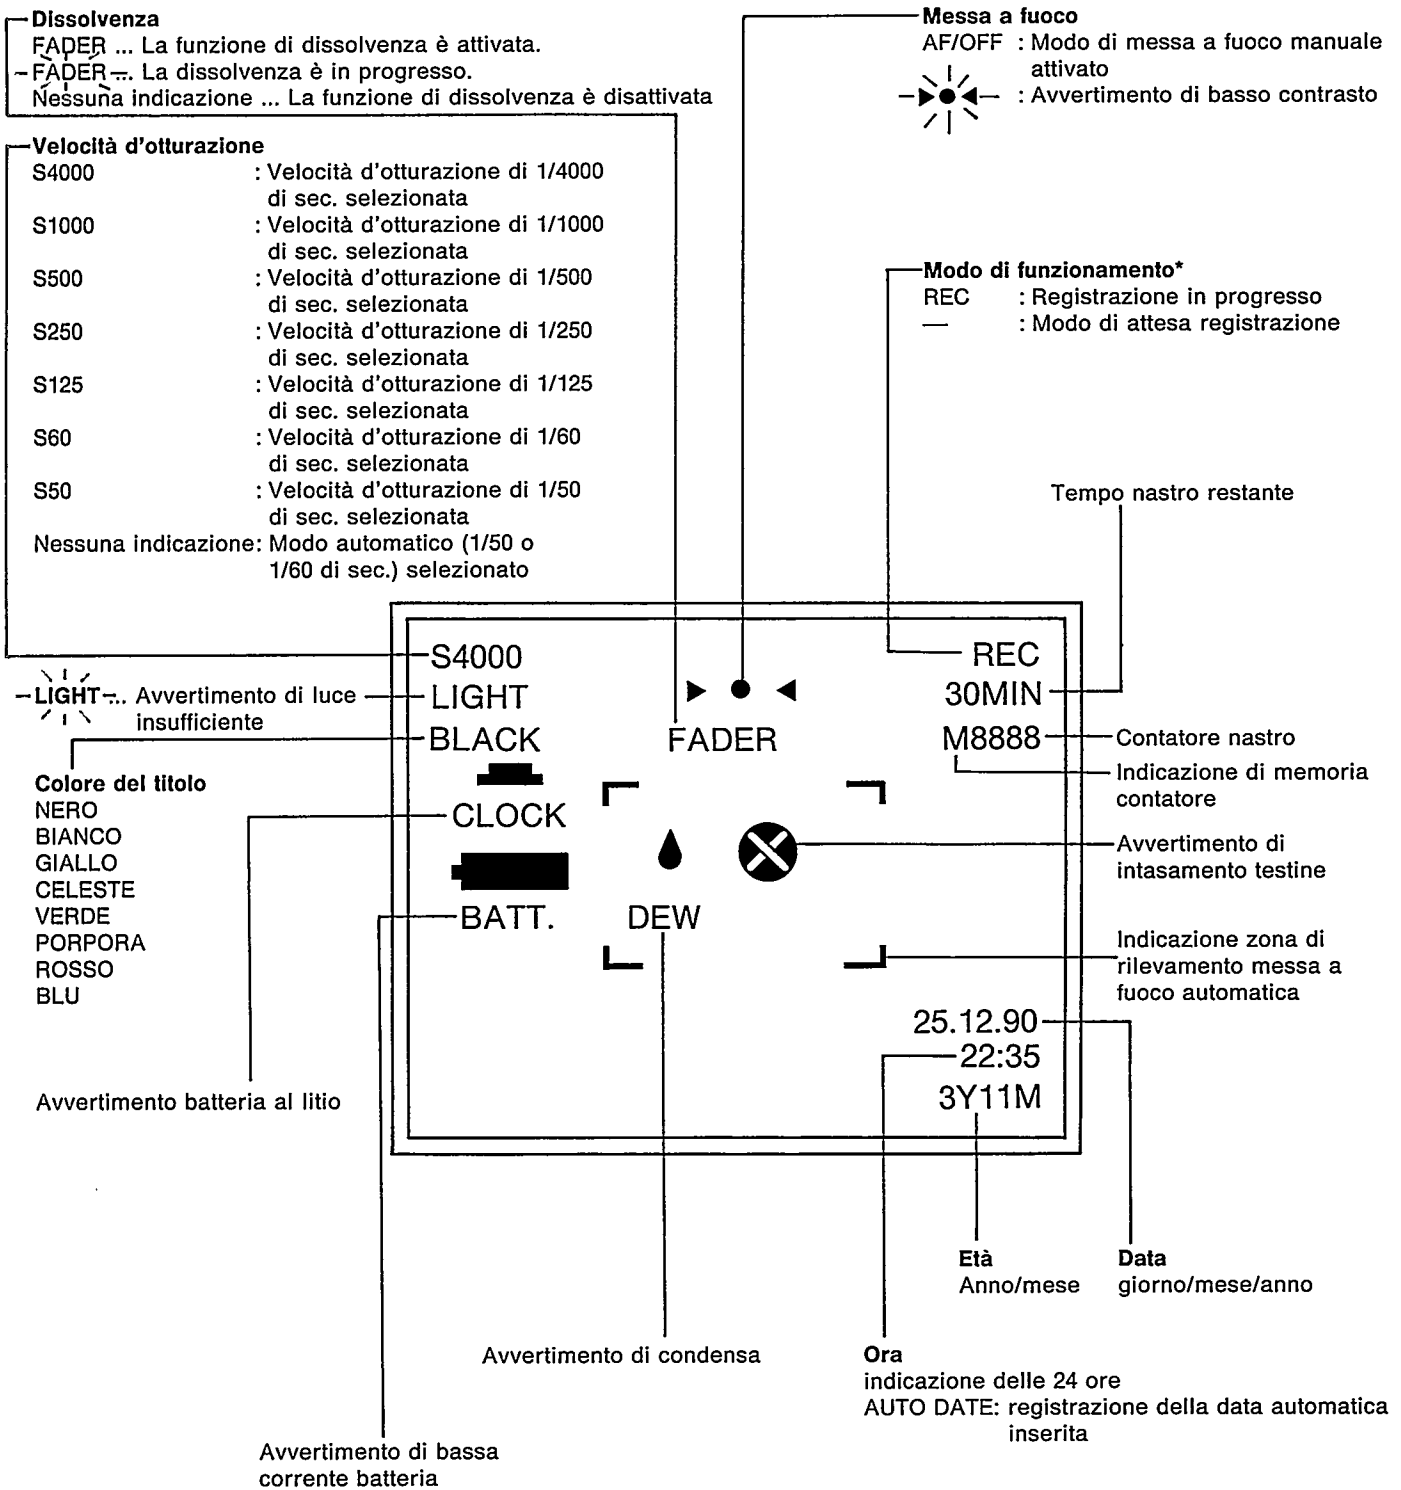 Dissolvenza
FADER ... La funzione di dissolvenza è attivata.
FADER ... La dissolvenza è in progresso.
Nessuna indicazione ... La funzione di dissolvenza è disattivata
Messa a fuoco
AF/OFF : Modo di messa a fuoco manuale
attivato
: Avvertimento di basso contrasto
Velocità d'otturazione
S4000 : Velocità d'otturazione di 1/4000
di sec. selezionata
S1000 : Velocità d'otturazione di 1/1000
di sec. selezionata
S500 : Velocità d'otturazione di 1/500
di sec. selezionata
S250 : Velocità d'otturazione di 1/250
di sec. selezionata
S125 : Velocità d'otturazione di 1/125
di sec. selezionata
S60 : Velocità d'otturazione di 1/60
di sec. selezionata
S50 : Velocità d'otturazione di 1/50
di sec. selezionata
Nessuna indicazione: Modo automatico (1/50 o
1/60 di sec.) selezionato
Modo di funzionamento*
REC : Registrazione in progresso
— : Modo di attesa registrazione
Tempo nastro restante
LIGHT ... Avvertimento di luce
insufficiente
Colore del titolo
NERO
BIANCO
GIALLO
CELESTE
VERDE
PORPORA
ROSSO
BLU
Avvertimento batteria al litio
S4000
LIGHT
BLACK
CLOCK
BATT.
FADER
DEW
REC
30MIN
M8888
25.12.90
22:35
3Y11M
Contatore nastro
Indicazione di memoria
contatore
Avvertimento di
intasamento testine
Indicazione zona di
rilevamento messa a
fuoco automatica
Età
Anno/mese
Data
giorno/mese/anno
Avvertimento di condensa
Ora
indicazione delle 24 ore
AUTO DATE: registrazione della data automatica
inserita
Avvertimento di bassa
corrente batteria